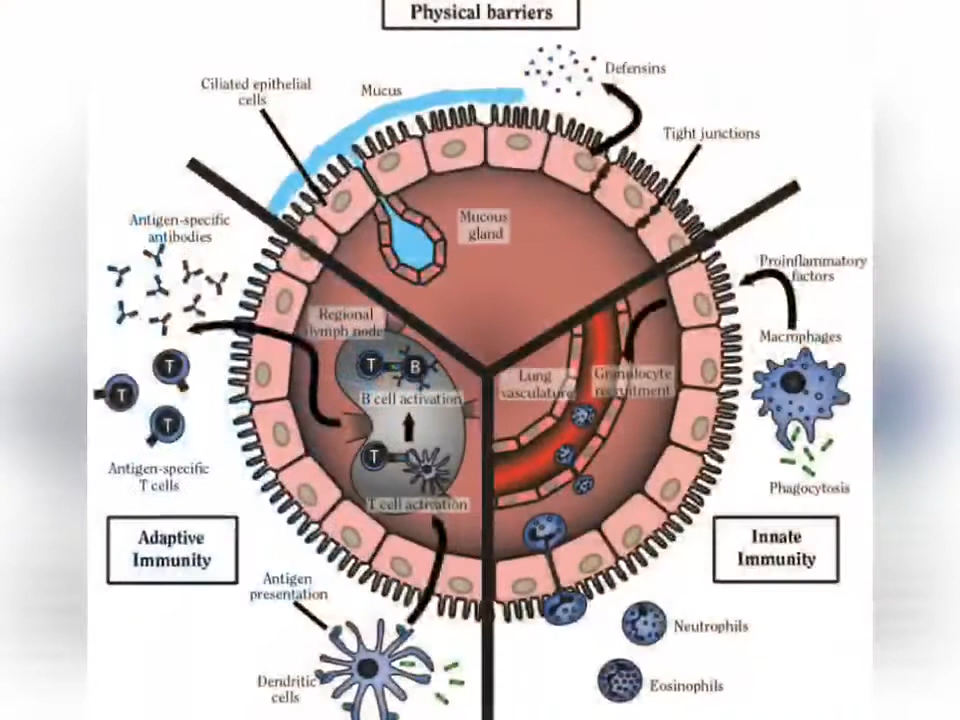 Physical barriers
Defensins
Ciliated epithelial
cells
Mucus
Tight junctions
Antigen-specific
antibodies
Mucous
gland
Proinflammatory
factors
Regional
lymph node
Macrophages
T
B
T
Lung
vasculature
Granulocyte
recruitment
T
B cell activation
T
T
Antigen-specific
T cells
Phagocytosis
T cell activation
Adaptive
Immunity
Innate
Immunity
Antigen
presentation
Neutrophils
Dendritic
cells
Eosinophils